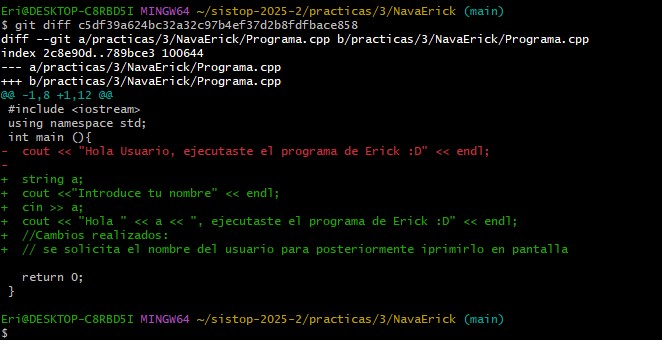 Eri@DESKTOP-C8RBD5I MINGW64 ~/sistop-2025-2/practicas/3/NavaErick (main)
$ git diff c5df39a624bc32a32c97b4ef37d2b8fdfbace858
diff --git a/practicas/3/NavaErick/Programa.cpp b/practicas/3/NavaErick/Programa.cpp
index 2c8e90d..789bce3 100644
--- a/practicas/3/NavaErick/Programa.cpp
+++ b/practicas/3/NavaErick/Programa.cpp
@@ -1,8 +1,12 @@
 #include <iostream>
 using namespace std;
 int main (){
-  cout << "Hola Usuario, ejecutaste el programa de Erick :D" << endl;
-
+  string a;
+  cout <<"Introduce tu nombre" << endl;
+  cin >> a;
+  cout << "Hola " << a << ", ejecutaste el programa de Erick :D" << endl;
+  //Cambios realizados:
+  // se solicita el nombre del usuario para posteriormente iprimirlo en pantalla
   return 0;
 }
Eri@DESKTOP-C8RBD5I MINGW64 ~/sistop-2025-2/practicas/3/NavaErick (main)
$